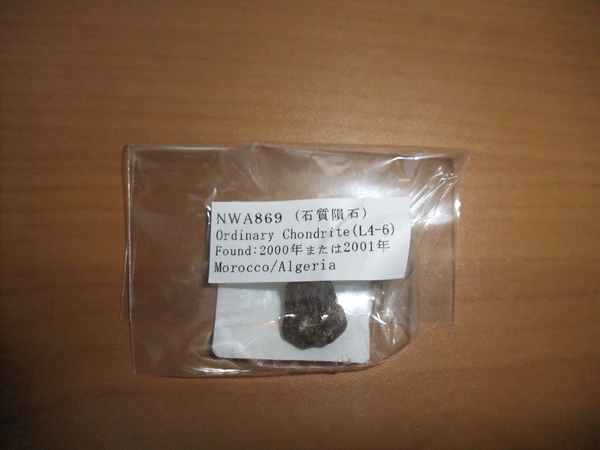 NWA869 (石質隕石)
Ordinary Chondrite(L4-6)
Found:2000年または2001年
Morocco/Algeria